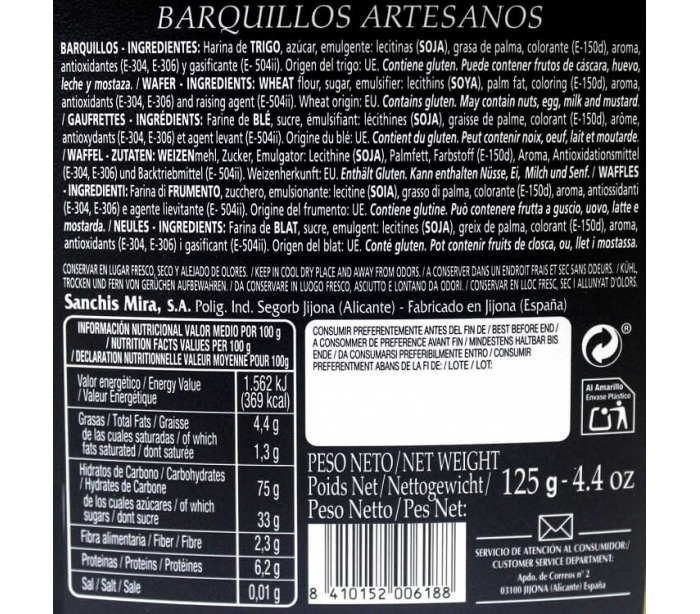 BARQUILLOS ARTESANOS
BARQUILLOS - INGREDIENTES: Harina de TRIGO, azúcar, emulgente: lecitinas (SOJA), grasa de palma, colorante (E-150d), aroma,
antioxidantes (E-304, E-306) y gasificante (E- 504ii). Origen del trigo: UE. Contiene gluten. Puede contener frutos de cáscara, huevo,
leche y mostaza. / WAFER - INGREDIENTS: WHEAT flour, sugar, emulsifier: lecithins (SOYA), palm fat, coloring (E-150d), aroma,
antioxidants (E-304, E-306) and raising agent (E-504ii). Wheat origin: EU. Contains gluten. May contain nuts, egg, milk and mustard.
/ GAUFRETTES - INGRÉDIENTS: Farine de BLÉ, sucre, émulsifiant: lécithines (SOJA), graisse de palme, colorant (E-150d), arôme,
antioxydants (E-304, E-306) et agent levant (E-504ii). Origine du blé: UE. Contient du gluten. Peut contenir noix, oeuf, lait et moutarde.
/ WAFFEL - ZUTATEN: WEIZENmehl, Zucker, Emulgator: Lecithine (SOJA), Palmfett, Farbstoff (E-150d), Aroma, Antioxidationsmittel
(E-304, E-306) und Backtriebmittel (E- 504ii). Weizenherkunft: EU. Enthält Gluten. Kann enthalten Nüsse, Ei, Milch und Senf. / WAFFLES
- INGREDIENTI: Farina di FRUMENTO, zucchero, emulsionante: lecitine (SOIA), grasso di palma, colorante (E-150d), aroma, antiossidanti
(E-304, E-306) e agente lievitante (E- 504ii). Origine del frumento: UE. Contiene glutine. Può contenere frutta a guscio, uovo, latte e
mostarda. / NEULES - INGREDIENTS: Farina de BLAT, sucre, emulgent: lecitines (SOJA), greix de palma, colorant (E-150d), aroma,
antioxidants (E-304, E-306) i gasificant (E- 504ii). Origen del blat: UE. Conté gluten. Pot contenir fruits de closca, ou, llet i mostassa.
CONSERVAR EN LUGAR FRESCO, SECO Y ALEJADO DE OLORES. / KEEP IN COOL DRY PLACE AND AWAY FROM ODORS. / A CONSERVER DANS UN ENDROIT FRAIS ET SEC SANS ODEURS. / KÜHL,
TROCKEN UND FERN VON GERÜCHEN AUFBEWAHREN. / DA CONSERVARE IN LUOGO FRESCO, ASCIUTTO E LONTANO DA ODORI. / CONSERVAR EN LLOC FRESC, SEC I ALLUNYAT D'OLORS.
Sanchis Mira, S.A. Polig. Ind. Segorb Jijona (Alicante) - Fabricado en Jijona (España)
INFORMACIÓN NUTRICIONAL VALOR MEDIO POR 100 g
/ NUTRITION FACTS VALUES PER 100 g
/ DECLARATION NUTRITIONNELLE VALEUR MOYENNE POUR 100g
Valor energético / Energy Value
/ Valeur Énergétique
1.562 kJ
(369 kcal)
Grasas / Total Fats / Graisse
4,4 g
de las cuales saturadas / of which
fats saturated / dont saturée
1,3 g
Hidratos de Carbono / Carbohydrates
/ Hydrates de Carbone
75 g
de los cuales azúcares / of which
sugars / dont sucre
33 g
Fibra alimentaria / Fiber / Fibre
2,3 g
Proteinas / Proteins / Protéines
6,2 g
Sal / Salt / Sale
0,01 g
CONSUMIR PREFERENTEMENTE ANTES DEL FIN DE / BEST BEFORE END /
A CONSOMMER DE PREFERENCE AVANT FIN / MINDESTENS HALTBAR BIS
ENDE / DA CONSUMARSI PREFERIBILMENTE ENTRO / CONSUMIR
PREFERENTMENT ABANS DE LA FI DE: / LOTE / LOT:
®
Al Amarillo
Envase Plástico
PESO NETO/NET WEIGHT
Poids Net/Nettogewicht/
Peso Netto/Pes Net:
125 g - 4.4 oz
8 410152 006188
SERVICIO DE ATENCIÓN AL CONSUMIDOR:/
CUSTOMER SERVICE DEPARTMENT:
Apdo. de Correos nº 2
03100 JIJONA (Alicante) España